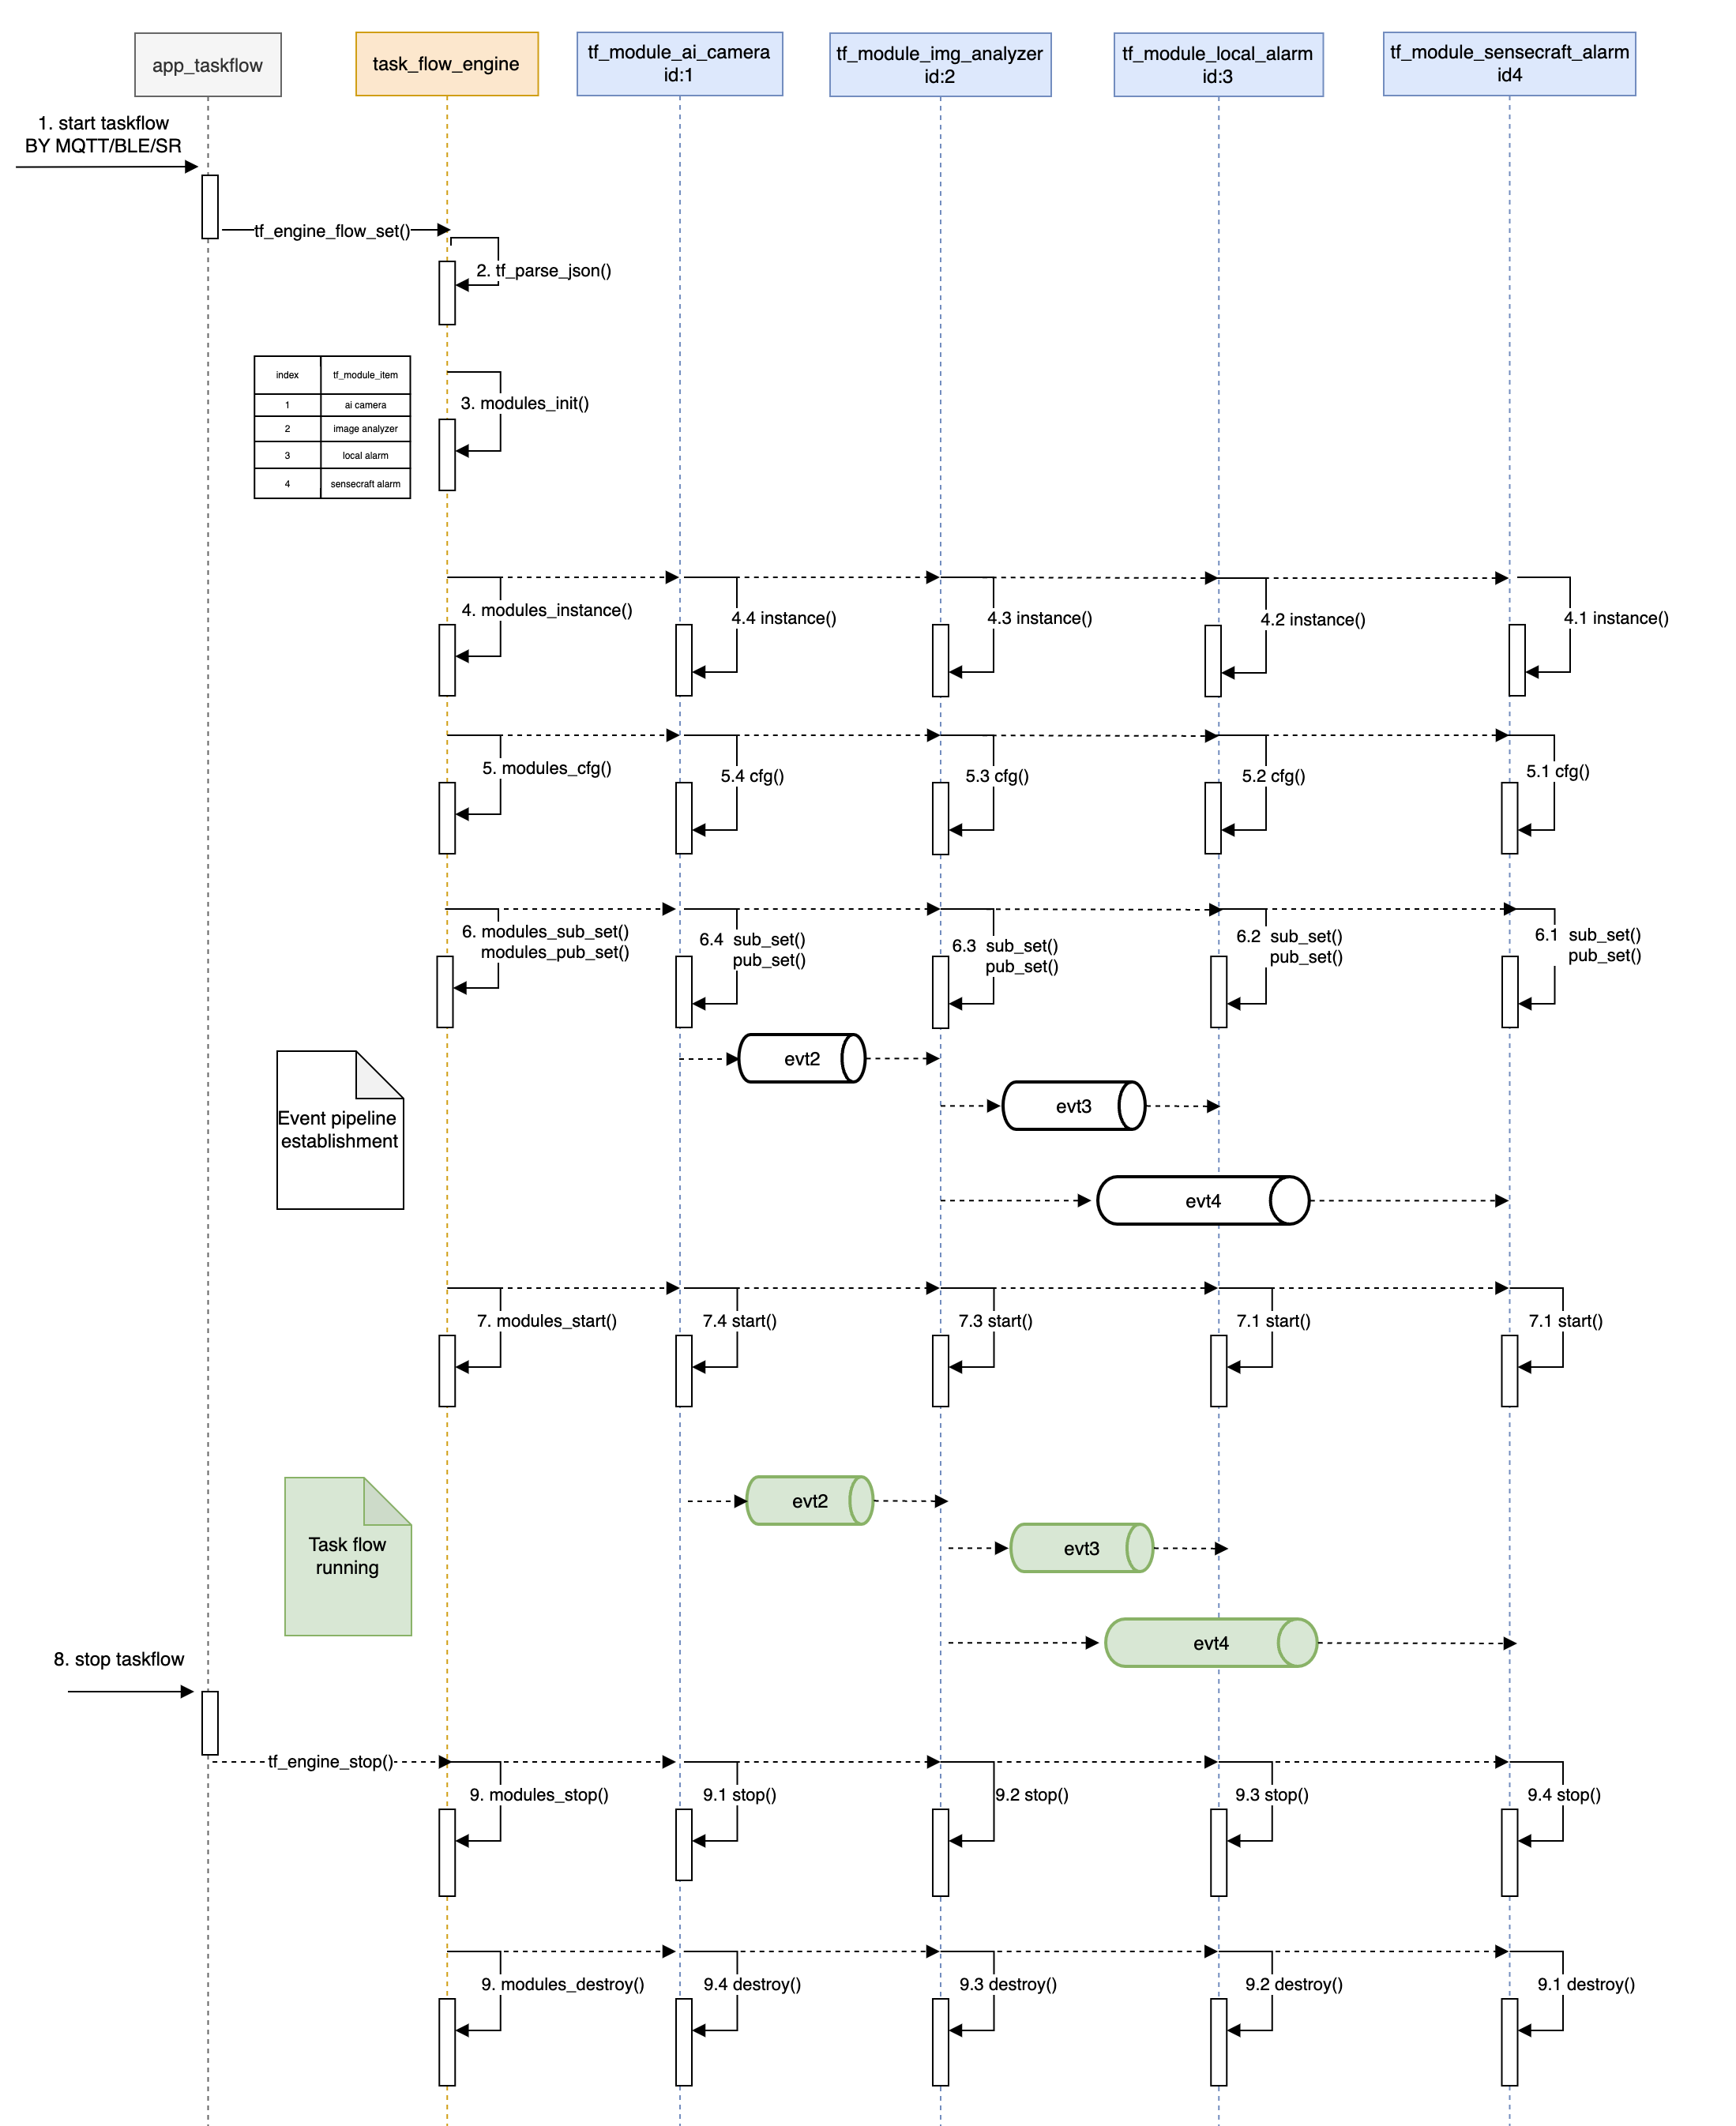 app_taskflow
task_flow_engine
tf_module_ai_camera
id:1
tf_module_img_analyzer
id:2
tf_module_local_alarm
id:3
tf_module_sensecraft_alarm
id4
1. start taskflow
BY MQTT/BLE/SR
tf_engine_flow_set()
2. tf_parse_json()
index tf_module_item
1 ai camera
2 image analyzer
3 local alarm
4 sensecraft alarm
3. modules_init()
4. modules_instance()
4.4 instance()
4.3 instance()
4.2 instance()
4.1 instance()
5. modules_cfg()
5.4 cfg()
5.3 cfg()
5.2 cfg()
5.1 cfg()
6. modules_sub_set()
modules_pub_set()
6.4 sub_set()
pub_set()
6.3 sub_set()
pub_set()
6.2 sub_set()
pub_set()
6.1 sub_set()
pub_set()
Event pipeline
establishment
evt2
evt3
evt4
7. modules_start()
7.4 start()
7.3 start()
7.1 start()
7.1 start()
Task flow
running
evt2
evt3
evt4
8. stop taskflow
tf_engine_stop()
9. modules_stop()
9.1 stop()
9.2 stop()
9.3 stop()
9.4 stop()
9. modules_destroy()
9.4 destroy()
9.3 destroy()
9.2 destroy()
9.1 destroy()